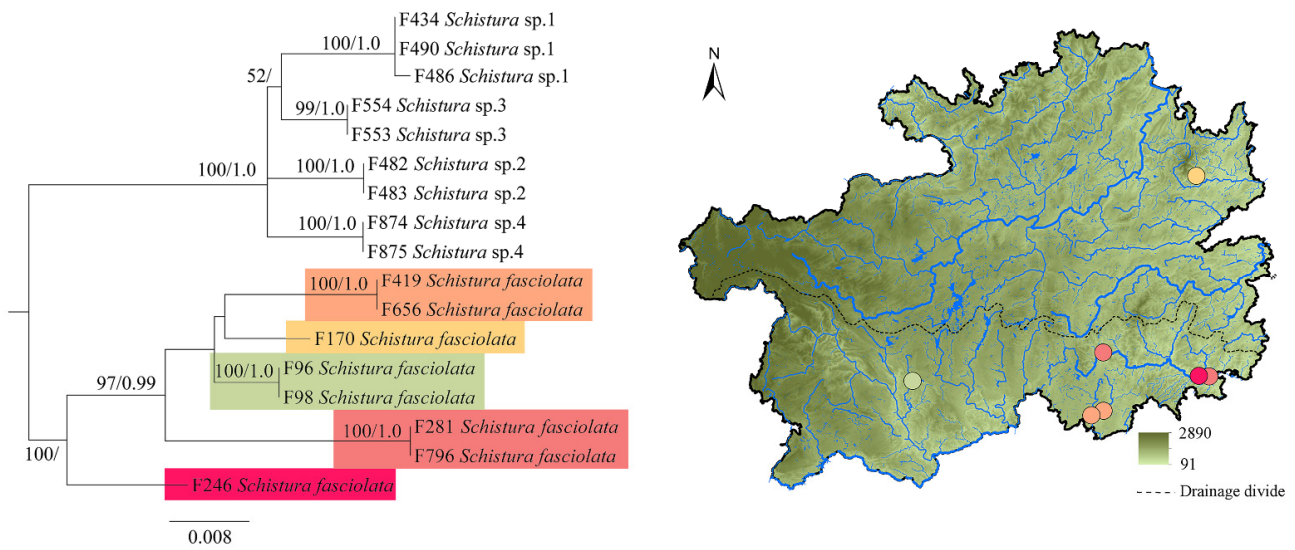 F434 Schistura sp.1
100/1.0
F490 Schistura sp.1
52/
F486 Schistura sp.1
99/1.0
F554 Schistura sp.3
F553 Schistura sp.3
100/1.0
100/1.0
F482 Schistura sp.2
F483 Schistura sp.2
100/1.0
F874 Schistura sp.4
F875 Schistura sp.4
100/1.0
F419 Schistura fasciolata
F656 Schistura fasciolata
F170 Schistura fasciolata
97/0.99
100/1.0
F96 Schistura fasciolata
F98 Schistura fasciolata
100/1.0
F281 Schistura fasciolata
F796 Schistura fasciolata
100/
F246 Schistura fasciolata
0.008
N
2890
91
Drainage divide